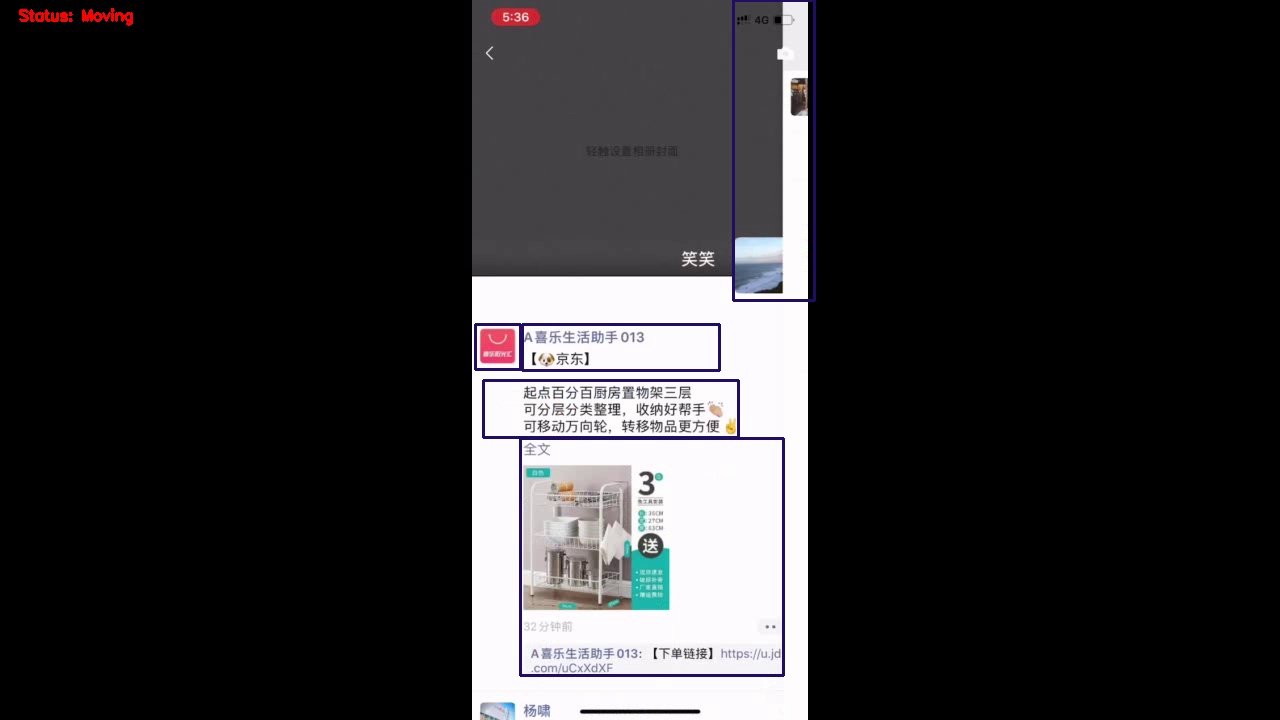 Status: Moving
5:36
4G
轻触设置相册封面
笑笑
A喜乐生活助手013
【🐶京东】
起点百分百厨房置物架三层
可分层分类整理，收纳好帮手👏🏼
可移动万向轮，转移物品更方便✌️
全文
白色
3
送
32分钟前
A喜乐生活助手013：【下单链接】https://u.jd
.com/uCxXdXF
杨啸